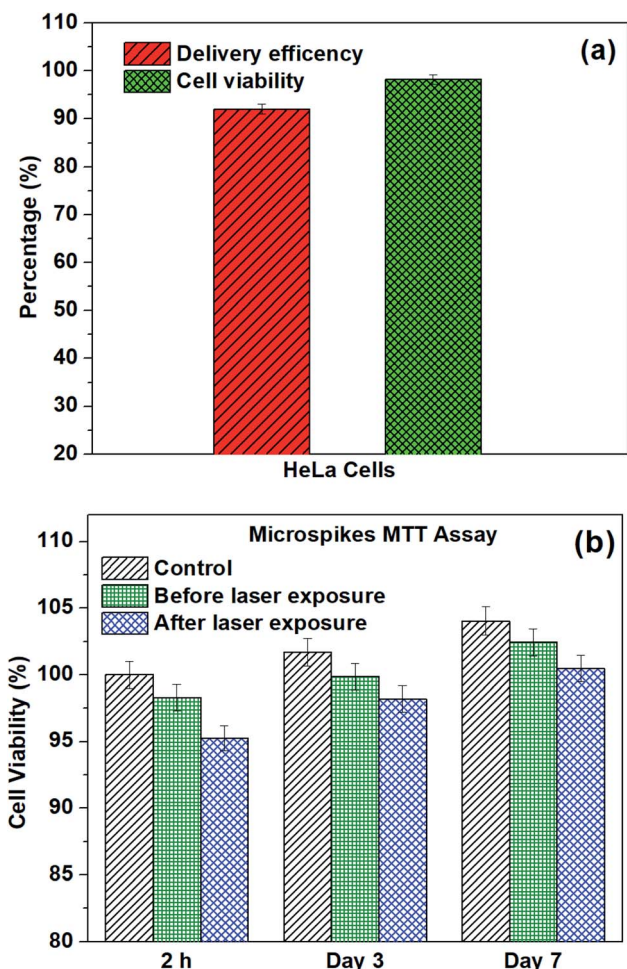 110
(a)
Delivery efficency
100
Cell viability
90
80
70
60
50
40
30
20
Percentage (%)
HeLa Cells
Microspikes MTT Assay
(b)
110
Control
Before laser exposure
105
After laser exposure
100
95
90
85
80
Cell Viability (%)
2 h Day 3 Day 7